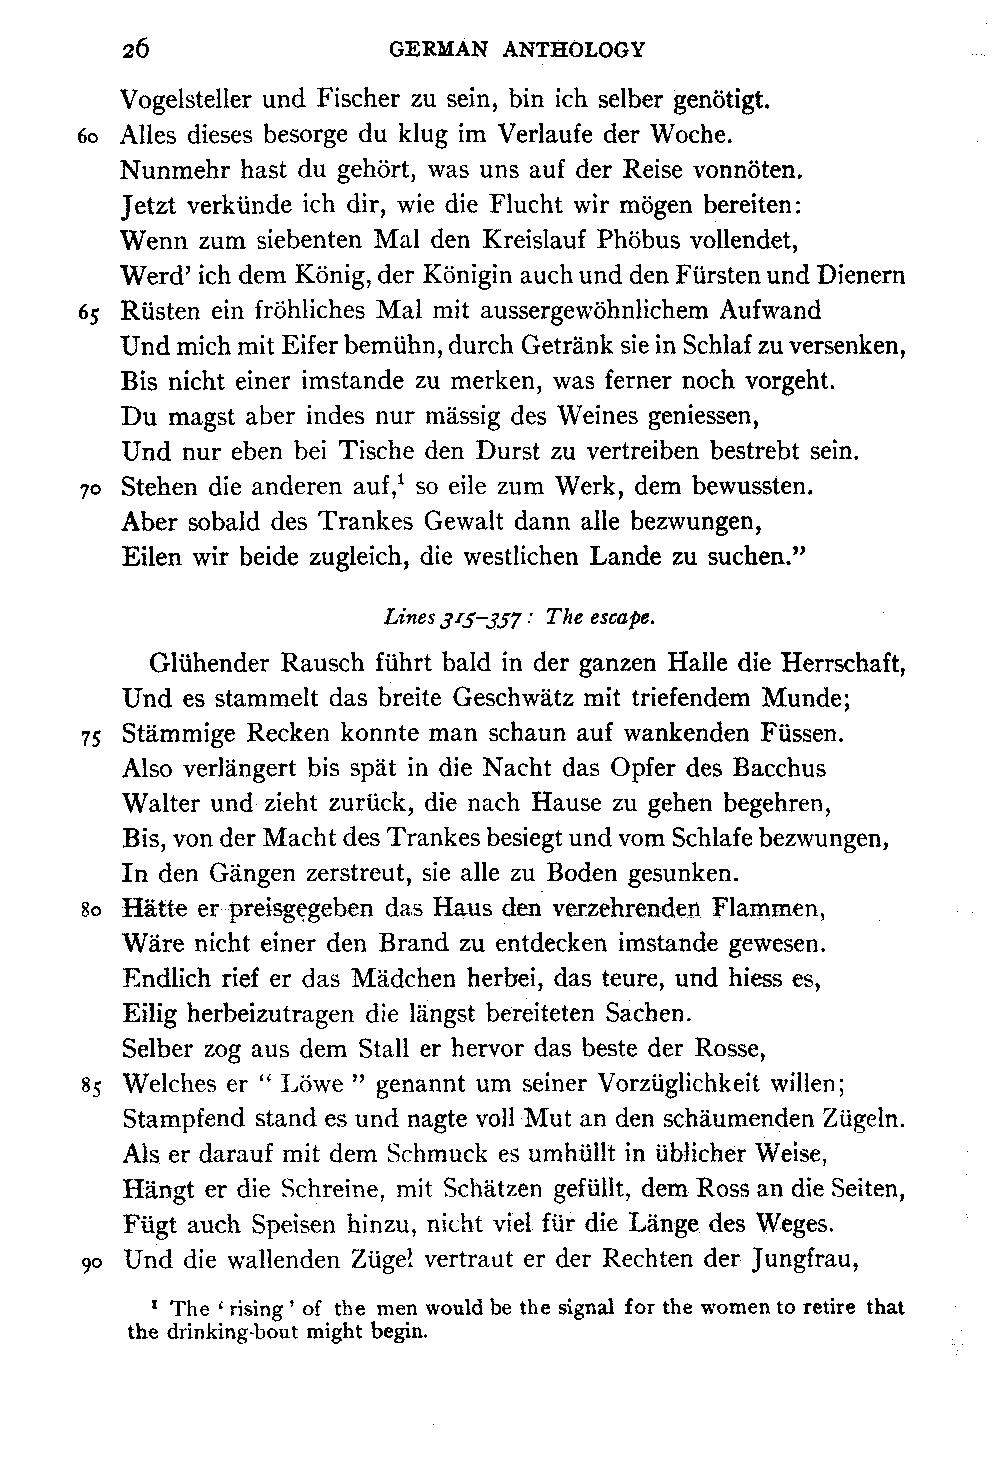 26 GERMAN ANTHOLOGY
Vogelsteller und Fischer zu sein, bin ich selber genötigt.
60 Alles dieses besorge du klug im Verlaufe der Woche.
Nunmehr hast du gehört, was uns auf der Reise vonnöten.
Jetzt verkünde ich dir, wie die Flucht wir mögen bereiten:
Wenn zum siebenten Mal den Kreislauf Phöbus vollendet,
Werd’ ich dem König, der Königin auch und den Fürsten und Dienern
65 Rüsten ein fröhliches Mal mit aussergewöhnlichem Aufwand
Und mich mit Eifer bemühn, durch Getränk sie in Schlaf zu versenken,
Bis nicht einer imstande zu merken, was ferner noch vorgeht.
Du magst aber indes nur mässig des Weines geniessen,
Und nur eben bei Tische den Durst zu vertreiben bestrebt sein.
70 Stehen die anderen auf,¹ so eile zum Werk, dem bewussten.
Aber sobald des Trankes Gewalt dann alle bezwungen,
Eilen wir beide zugleich, die westlichen Lande zu suchen.”
Lines 315–357: The escape.
Glühender Rausch führt bald in der ganzen Halle die Herrschaft,
Und es stammelt das breite Geschwätz mit triefendem Munde;
75 Stämmige Recken konnte man schaun auf wankenden Füssen.
Also verlängert bis spät in die Nacht das Opfer des Bacchus
Walter und zieht zurück, die nach Hause zu gehen begehren,
Bis, von der Macht des Trankes besiegt und vom Schlafe bezwungen,
In den Gängen zerstreut, sie alle zu Boden gesunken.
80 Hätte er preisgegeben das Haus den verzehrenden Flammen,
Wäre nicht einer den Brand zu entdecken imstande gewesen.
Endlich rief er das Mädchen herbei, das teure, und hiess es,
Eilig herbeizutragen die längst bereiteten Sachen.
Selber zog aus dem Stall er hervor das beste der Rosse,
85 Welches er “ Löwe ” genannt um seiner Vorzüglichkeit willen;
Stampfend stand es und nagte voll Mut an den schäumenden Zügeln.
Als er darauf mit dem Schmuck es umhüllt in üblicher Weise,
Hängt er die Schreine, mit Schätzen gefüllt, dem Ross an die Seiten,
Fügt auch Speisen hinzu, nicht viel für die Länge des Weges.
90 Und die wallenden Zügel vertraut er der Rechten der Jungfrau,
¹ The ‘ rising ’ of the men would be the signal for the women to retire that
the drinking-bout might begin.